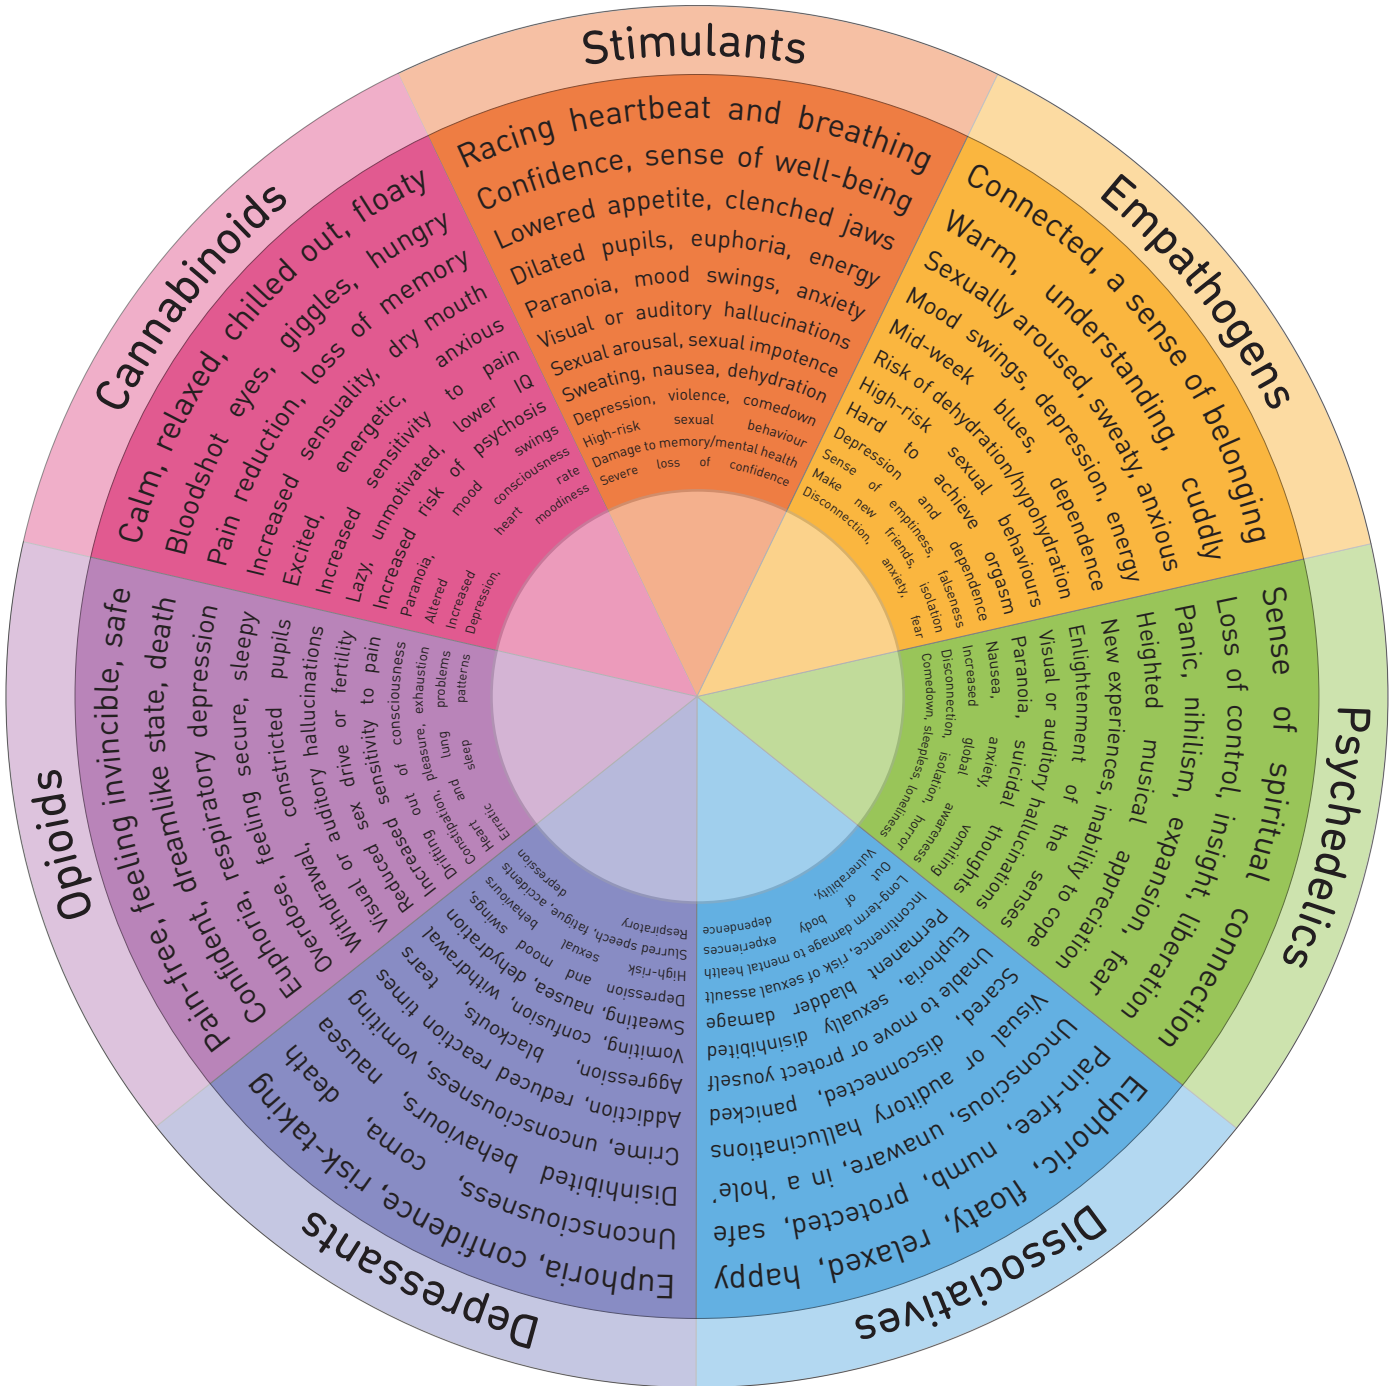 Stimulants
Racing heartbeat and breathing
Confidence, sense of well-being
Lowered appetite, clenched jaws
Dilated pupils, euphoria, energy
Paranoia, mood swings, anxiety
Visual or auditory hallucinations
Sexual arousal, sexual impotence
Sweating, nausea, dehydration
Depression, violence, comedown
High-risk sexual behaviour
Damage to memory/mental health
Severe loss of confidence
Empathogens
Connected, a sense of belonging
Warm, understanding, cuddly
Sexually aroused, sweaty, anxious
Mood swings, depression, energy
Mid-week blues, dependence
Risk of dehydration/hypohydration
High-risk sexual behaviours
Hard to achieve orgasm
Depression and dependence
Sense of emptiness, falseness
Make new friends, isolation
Disconnection, anxiety, fear
Psychedelics
Sense of spiritual connection
Loss of control, insight, liberation
Panic, nihilism, expansion, fear
Heighted musical appreciation
New experiences, inability to cope
Enlightenment of the senses
Visual or auditory hallucinations
Paranoia, suicidal thoughts
Nausea, anxiety, vomiting
Increased global awareness
Disconnection, isolation, horror
Comedown, sleepless, loneliness
Dissociatives
Euphoric, floaty, relaxed, happy
Pain-free, numb, protected, safe
Unconscious, unaware, in a ‘hole’
Visual or auditory hallucinations
Scared, disconnected, panicked
Unable to move or protect youself
Euphoria, sexually disinhibited
Permanent bladder damage
Incontinence, risk of sexual assault
Long-term damage to mental health
Out of body experiences
Vulnerability, dependence
Depressants
Euphoria, confidence, risk-taking
Unconsciousness, coma, death
Disinhibited behaviours, nausea
Crime, unconsciousness, vomiting
Addiction, reduced reaction times
Aggression, blackouts, tears
Vomiting, confusion, withdrawal
Sweating, nausea, dehydration
Depression and mood swings,
High-risk sexual behaviours
Slurred speech, fatigue, accidents
Respiratory depression
Opioids
Pain-free, feeling invincible, safe
Confident, dreamlike state, death
Euphoria, respiratory depression
Overdose, feeling secure, sleepy
Withdrawal, constricted pupils
Visual or auditory hallucinations
Reduced sex drive or fertility
Increased sensitivity to pain
Drifting out of consciousness
Constipation, pleasure, exhaustion
Heart and lung problems
Erratic sleep patterns
Cannabinoids
Calm, relaxed, chilled out, floaty
Bloodshot eyes, giggles, hungry
Pain reduction, loss of memory
Increased sensuality, dry mouth
Excited, energetic, anxious
Increased sensitivity to pain
Lazy, unmotivated, lower IQ
Increased risk of psychosis
Paranoia, mood swings
Altered consciousness
Increased heart rate
Depression, moodiness